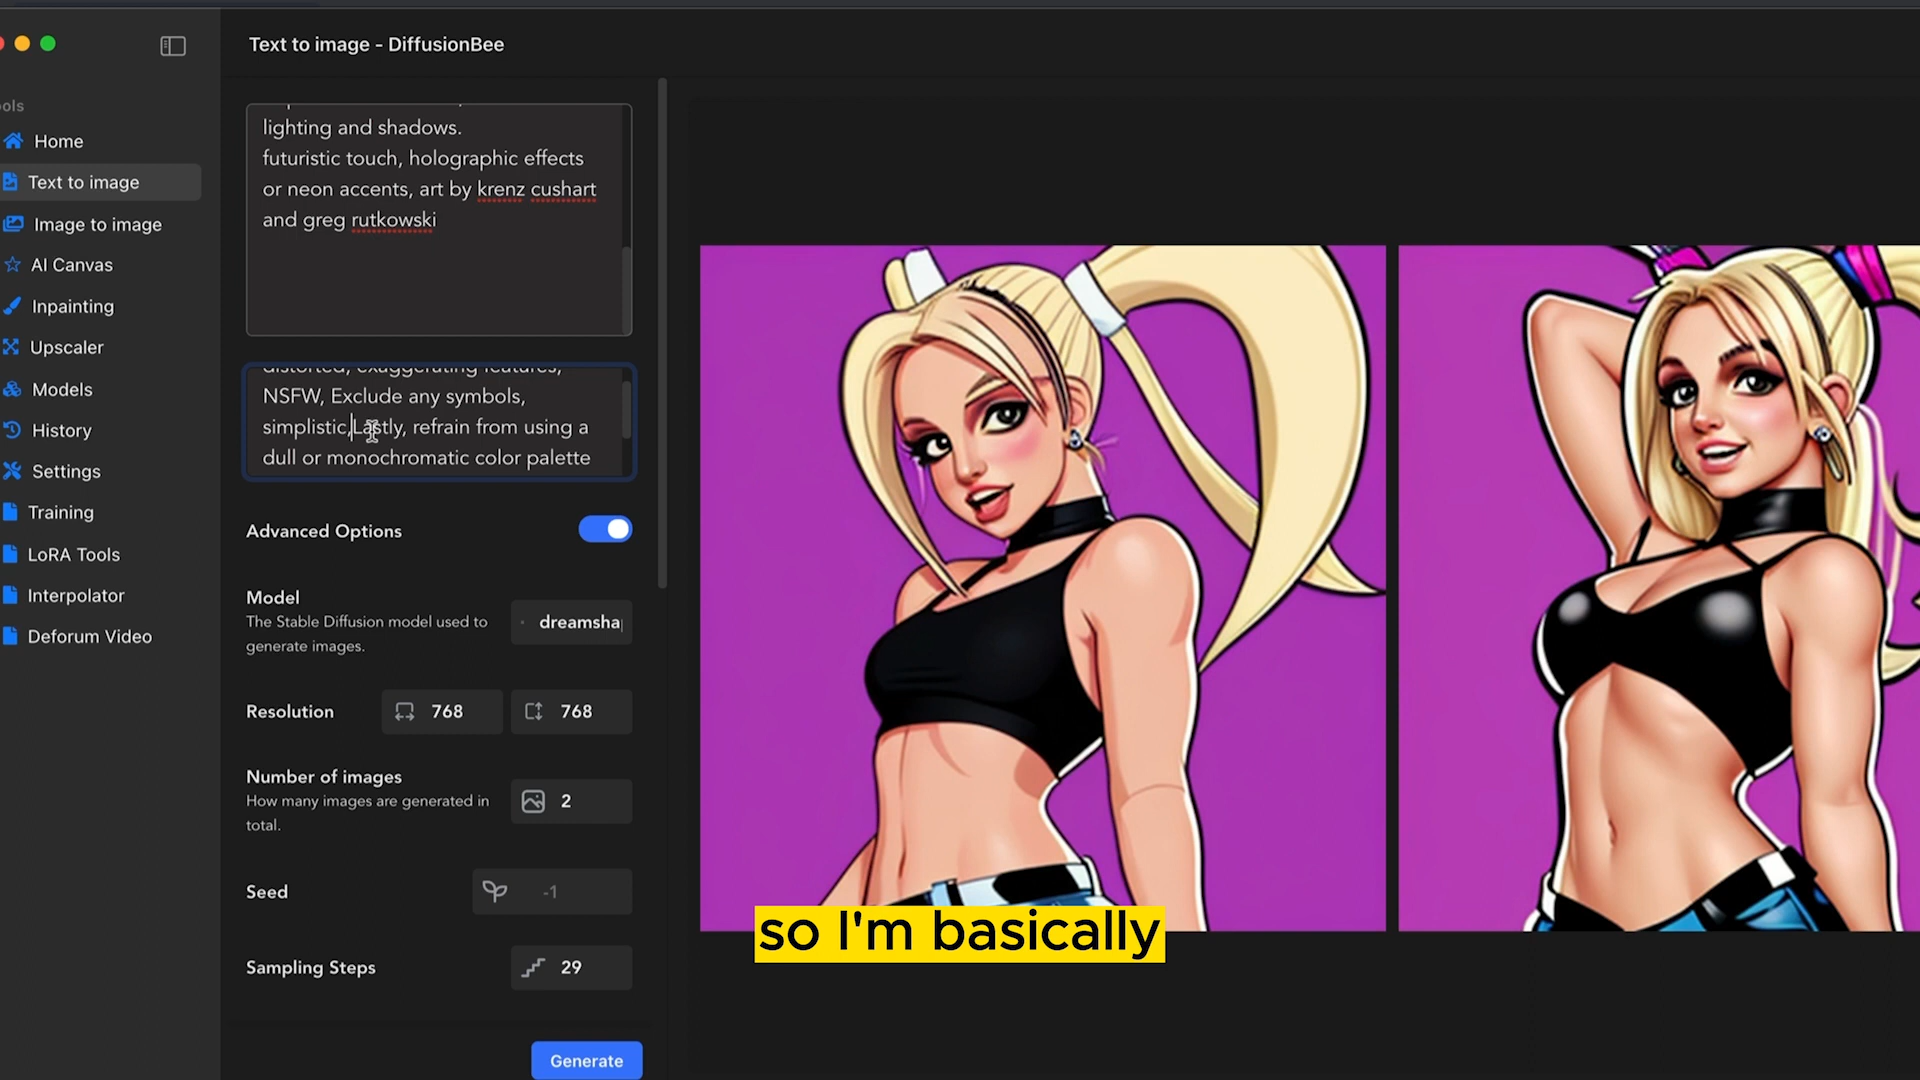 Text to image - DiffusionBee
Home
Text to image
Image to image
AI Canvas
Inpainting
Upscaler
Models
History
Settings
Training
LoRA Tools
Interpolator
Deforum Video
lighting and shadows.
futuristic touch, holographic effects
or neon accents, art by krenz cushart
and greg rutkowski
distorted, exaggerating features,
NSFW, Exclude any symbols,
simplistic,Lastly, refrain from using a
dull or monochromatic color palette
Advanced Options
Model
The Stable Diffusion model used to
generate images.
dreamsha
Resolution
768
768
Number of images
How many images are generated in
total.
2
Seed
-1
Sampling Steps
29
Generate
so I'm basically